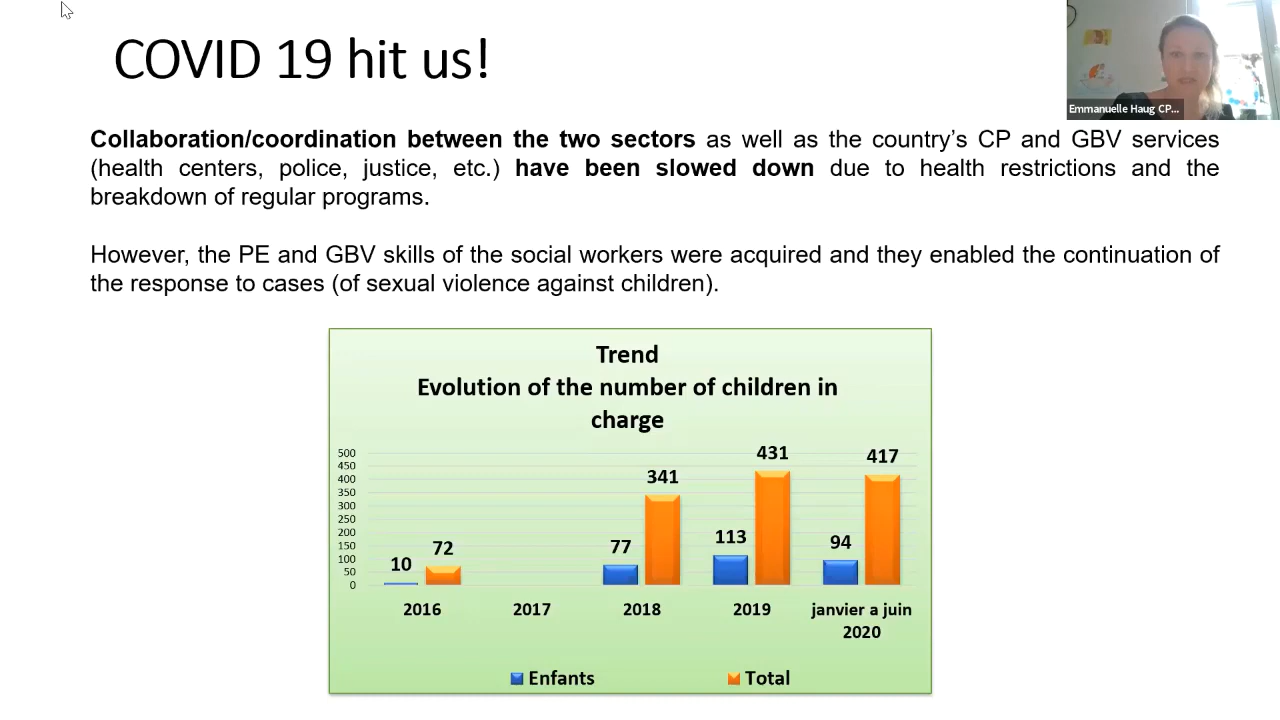 COVID 19 hit us!
Emmanuelle Haug CP...
Collaboration/coordination between the two sectors as well as the country's CP and GBV services
(health centers, police, justice, etc.) have been slowed down due to health restrictions and the
breakdown of regular programs.
However, the PE and GBV skills of the social workers were acquired and they enabled the continuation of
the response to cases (of sexual violence against children).
Trend
Evolution of the number of children in
charge
500
450
400
350
300
250
200
150
100
50
0
10 72 77 341 113 431 94 417
2016 2017 2018 2019 janvier a juin
2020
Enfants Total